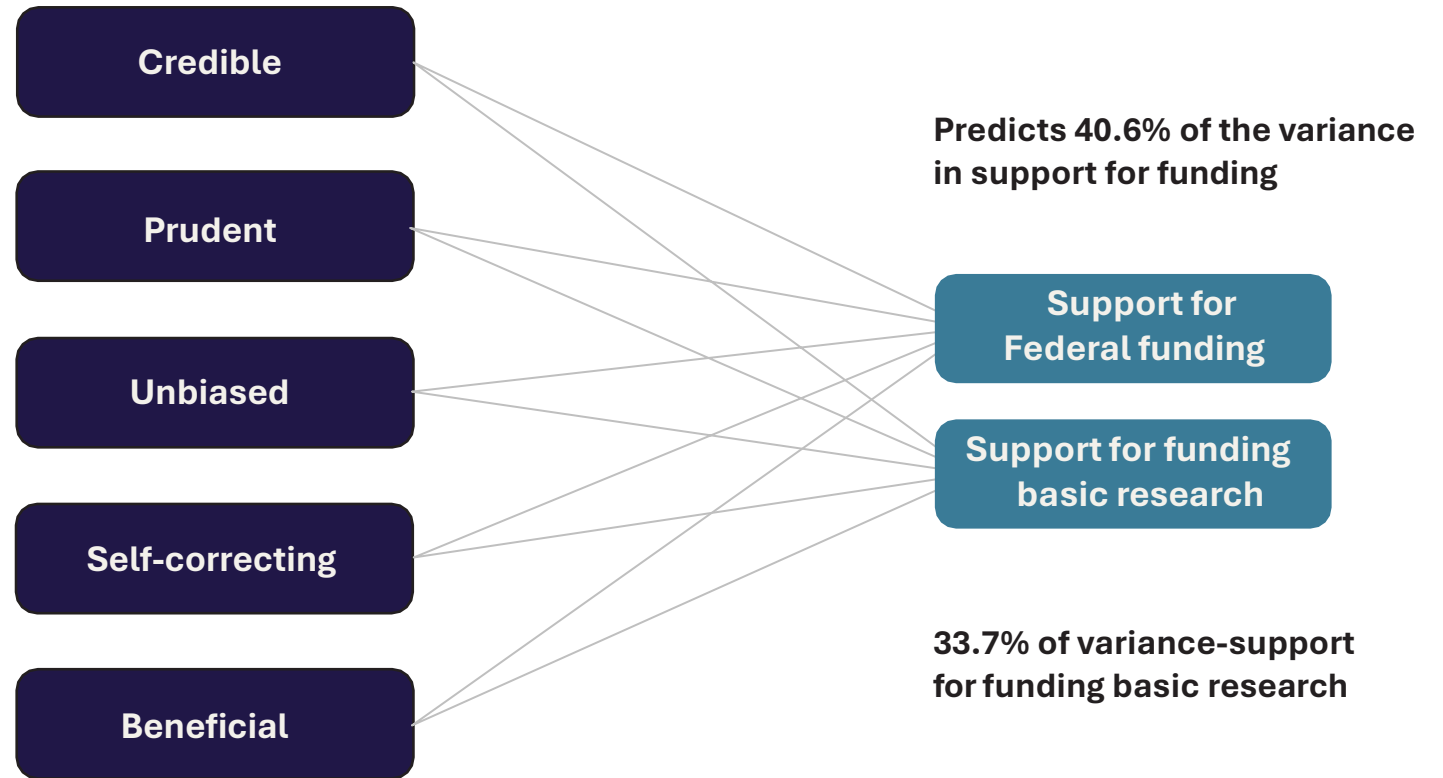 Credible
Prudent
Unbiased
Self-correcting
Beneficial
Predicts 40.6% of the variance
in support for funding
Support for
Federal funding
Support for funding
basic research
33.7% of variance-support
for funding basic research